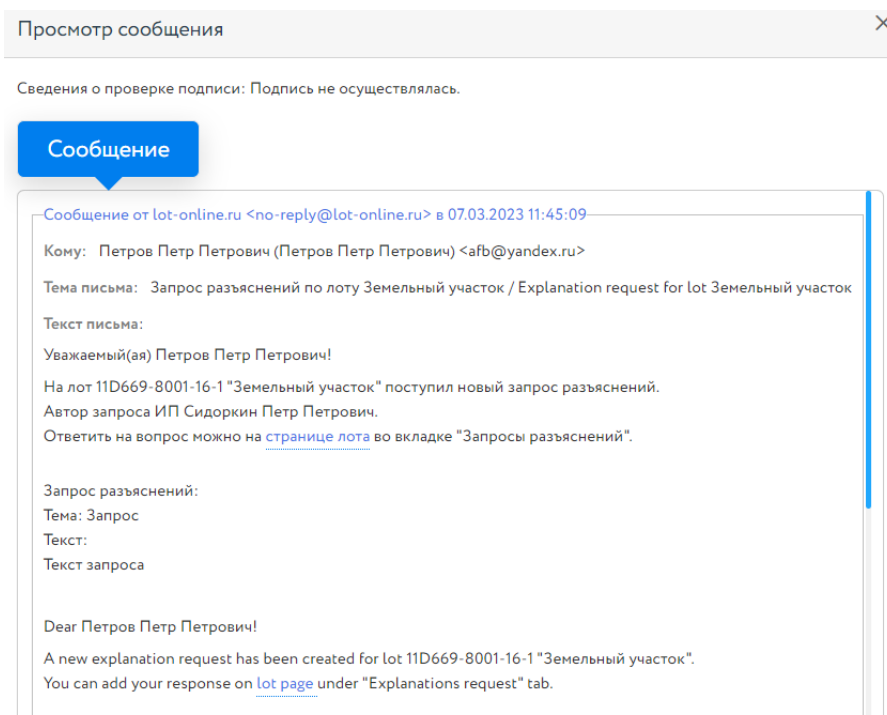 Просмотр сообщения
Сведения о проверке подписи: Подпись не осуществлялась.
Сообщение
Сообщение от lot-online.ru <no-reply@lot-online.ru> в 07.03.2023 11:45:09
Кому: Петров Петр Петрович (Петров Петр Петрович) <afb@yandex.ru>
Тема письма: Запрос разъяснений по лоту Земельный участок / Explanation request for lot Земельный участок
Текст письма:
Уважаемый(ая) Петров Петр Петрович!
На лот 11D669-8001-16-1 "Земельный участок" поступил новый запрос разъяснений.
Автор запроса ИП Сидоркин Петр Петрович.
Ответить на вопрос можно на странице лота во вкладке "Запросы разъяснений".
Запрос разъяснений:
Тема: Запрос
Текст:
Текст запроса
Dear Петров Петр Петрович!
A new explanation request has been created for lot 11D669-8001-16-1 "Земельный участок".
You can add your response on lot page under "Explanations request" tab.